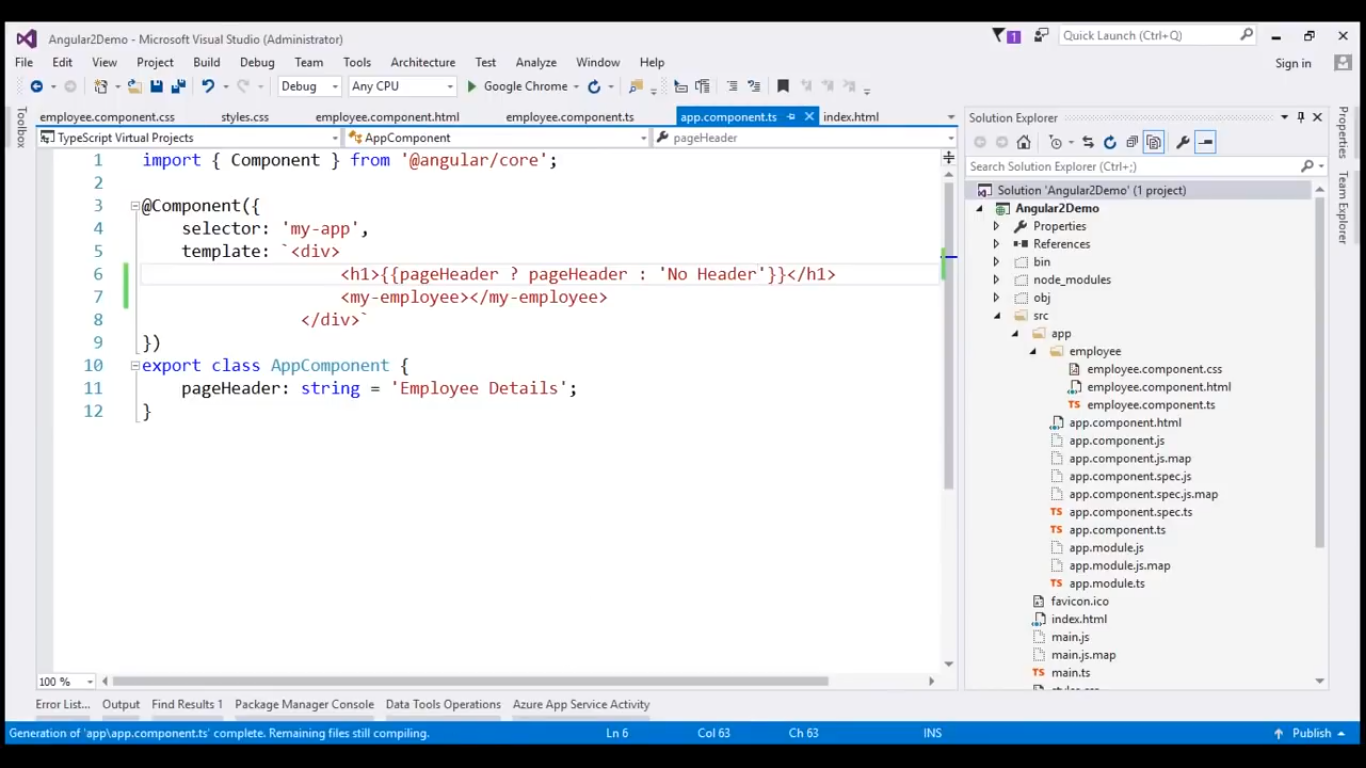 Angular2Demo - Microsoft Visual Studio (Administrator)
1
Quick Launch (Ctrl+Q)
File Edit View Project Build Debug Team Tools Architecture Test Analyze Window Help
Sign in
Debug Any CPU Google Chrome
Toolbox
employee.component.css styles.css employee.component.html employee.component.ts app.component.ts index.html
TypeScript Virtual Projects AppComponent pageHeader
1 import { Component } from '@angular/core';
2
3 @Component({
4 selector: 'my-app',
5 template: `<div>
6 <h1>{{pageHeader ? pageHeader : 'No Header'}}</h1>
7 <my-employee></my-employee>
8 </div>`
9 })
10 export class AppComponent {
11 pageHeader: string = 'Employee Details';
12 }
100 %
Solution Explorer
Search Solution Explorer (Ctrl+;)
Solution 'Angular2Demo' (1 project)
Angular2Demo
Properties
References
bin
node_modules
obj
src
app
employee
employee.component.css
employee.component.html
TS employee.component.ts
app.component.html
app.component.js
app.component.js.map
app.component.spec.js
app.component.spec.js.map
TS app.component.spec.ts
TS app.component.ts
app.module.js
app.module.js.map
TS app.module.ts
favicon.ico
index.html
main.js
main.js.map
TS main.ts
Properties
Team Explorer
Error List... Output Find Results 1 Package Manager Console Data Tools Operations Azure App Service Activity
Generation of 'app\app.component.ts' complete. Remaining files still compiling. Ln 6 Col 63 Ch 63 INS Publish